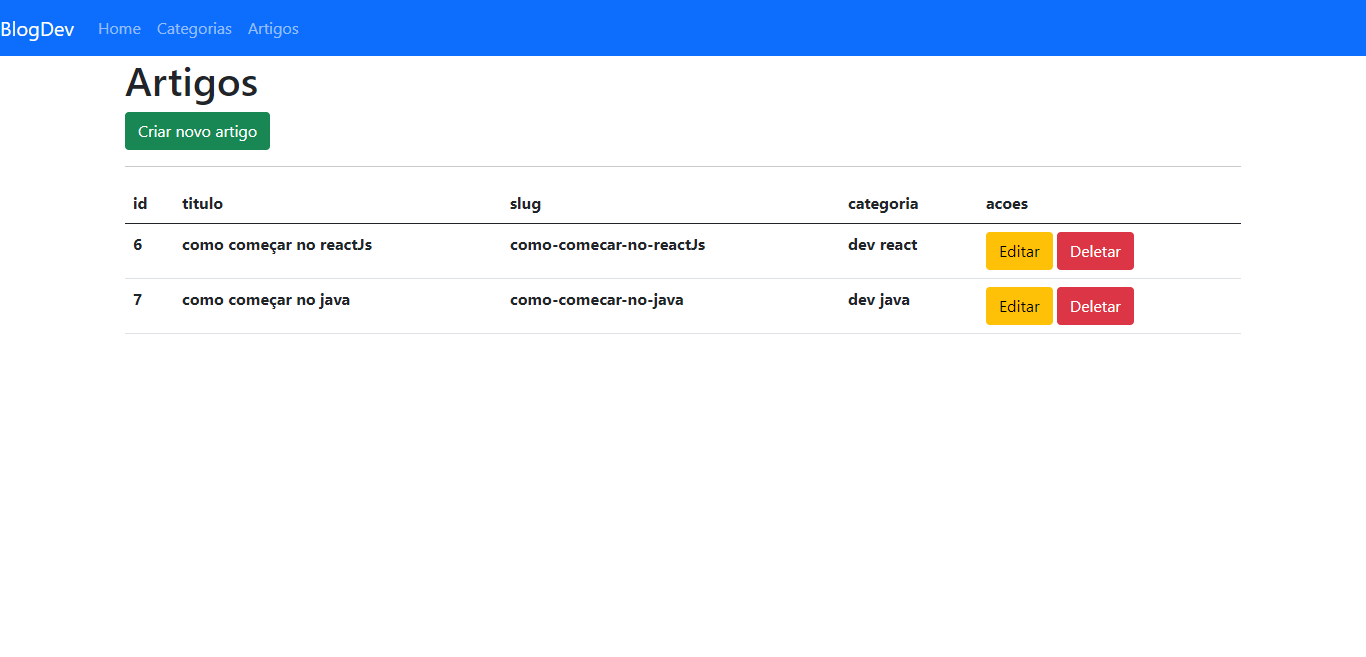 BlogDev Home Categorias Artigos
Artigos
Criar novo artigo
id titulo slug categoria acoes
6 como começar no reactJs como-comecar-no-reactJs dev react Editar Deletar
7 como começar no java como-comecar-no-java dev java Editar Deletar